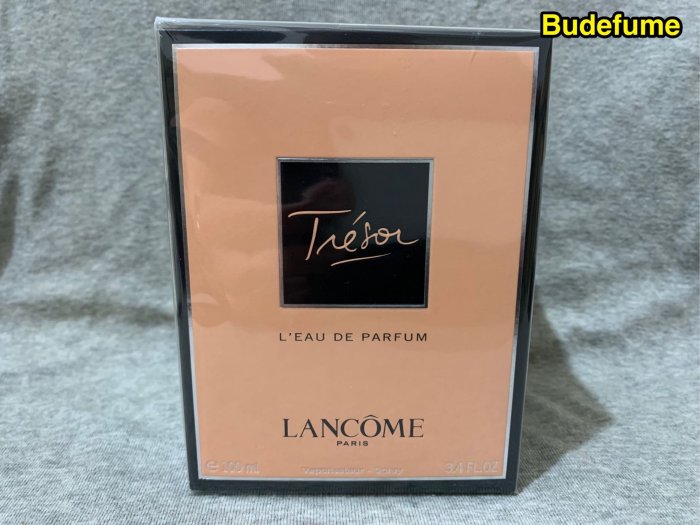 Budefume
Trésor
L'EAU DE PARFUM
LANCÔME
PARIS
℮ 100 ml Vaporisateur - Spray 3.4 FL.OZ